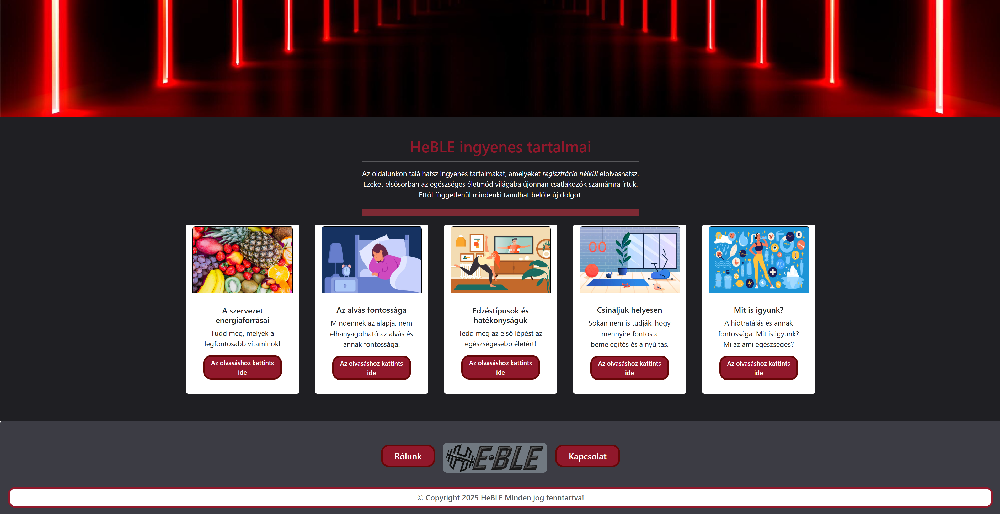 HeBLE ingyenes tartalmai
Az oldalunkon találhatsz ingyenes tartalmakat, amelyeket regisztráció nélkül elolvashatsz.
Ezeket elsősorban az egészséges életmód világába újonnan csatlakozók számámra írtuk.
Ettől függetlenül mindenki tanulhat belőle új dolgot.
K
70%
Cl
H₂O
NA
Mg
A szervezet
energiaforrásai
Tudd meg, melyek a
legfontosabb vitaminok!
Az olvasáshoz kattints
ide
Az alvás fontossága
Mindennek az alapja, nem
elhanyagolható az alvás és
annak fontossága.
Az olvasáshoz kattints
ide
Edzéstípusok és
hatékonyságuk
Tedd meg az első lépést az
egészségesebb életért!
Az olvasáshoz kattints
ide
Csináljuk helyesen
Sokan nem is tudják, hogy
mennyire fontos a
bemelegítés és a nyújtás.
Az olvasáshoz kattints
ide
Mit is igyunk?
A hidtratálás és annak
fontossága. Mit is igyunk?
Mi az ami egészséges?
Az olvasáshoz kattints
ide
Rólunk
HE·BLE
Kapcsolat
© Copyright 2025 HeBLE Minden jog fenntartva!